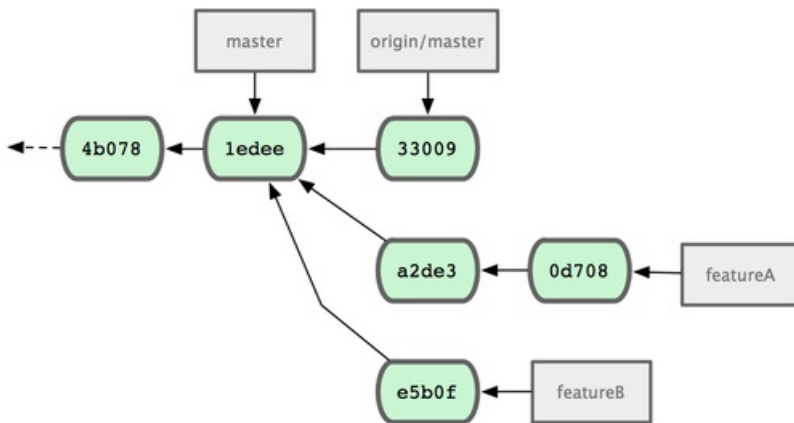 master
origin/master
4b078
1edee
33009
a2de3
0d708
featureA
e5b0f
featureB